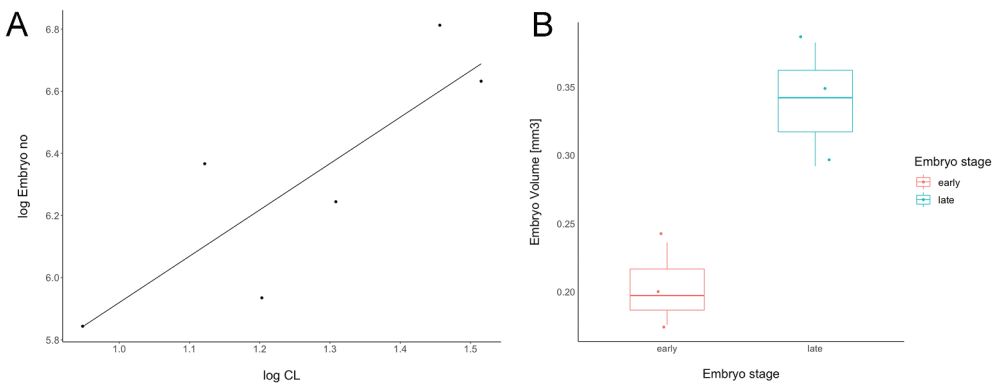 A
log Embryo no
6.8
6.6
6.4
6.2
6.0
5.8
1.0
1.1
1.2
1.3
1.4
1.5
log CL
B
Embryo Volume [mm3]
0.35
0.30
0.25
0.20
early
late
Embryo stage
Embryo stage
early
late